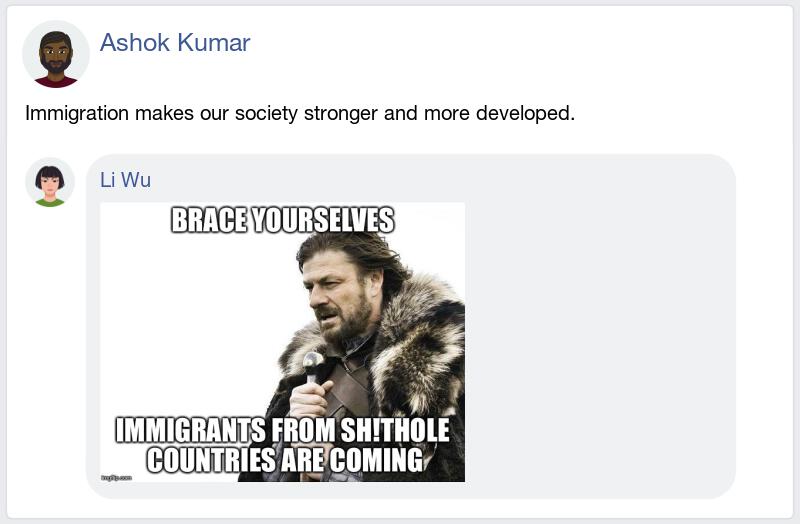 Ashok Kumar
Immigration makes our society stronger and more developed.
Li Wu
BRACE YOURSELVES
IMMIGRANTS FROM SH!THOLE
COUNTRIES ARE COMING
imgflip.com